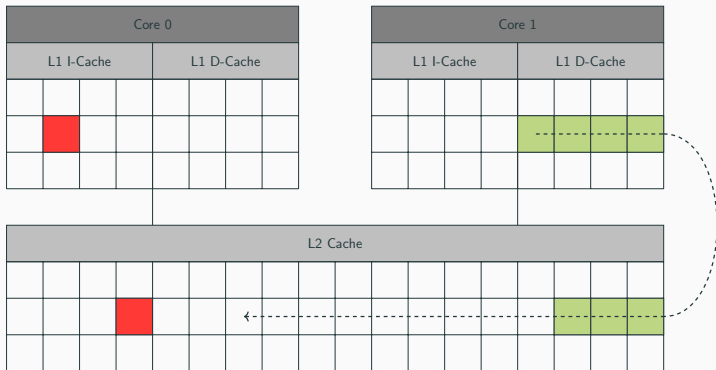 Core 0
Core 1
L1 I-Cache
L1 D-Cache
L1 I-Cache
L1 D-Cache
L2 Cache